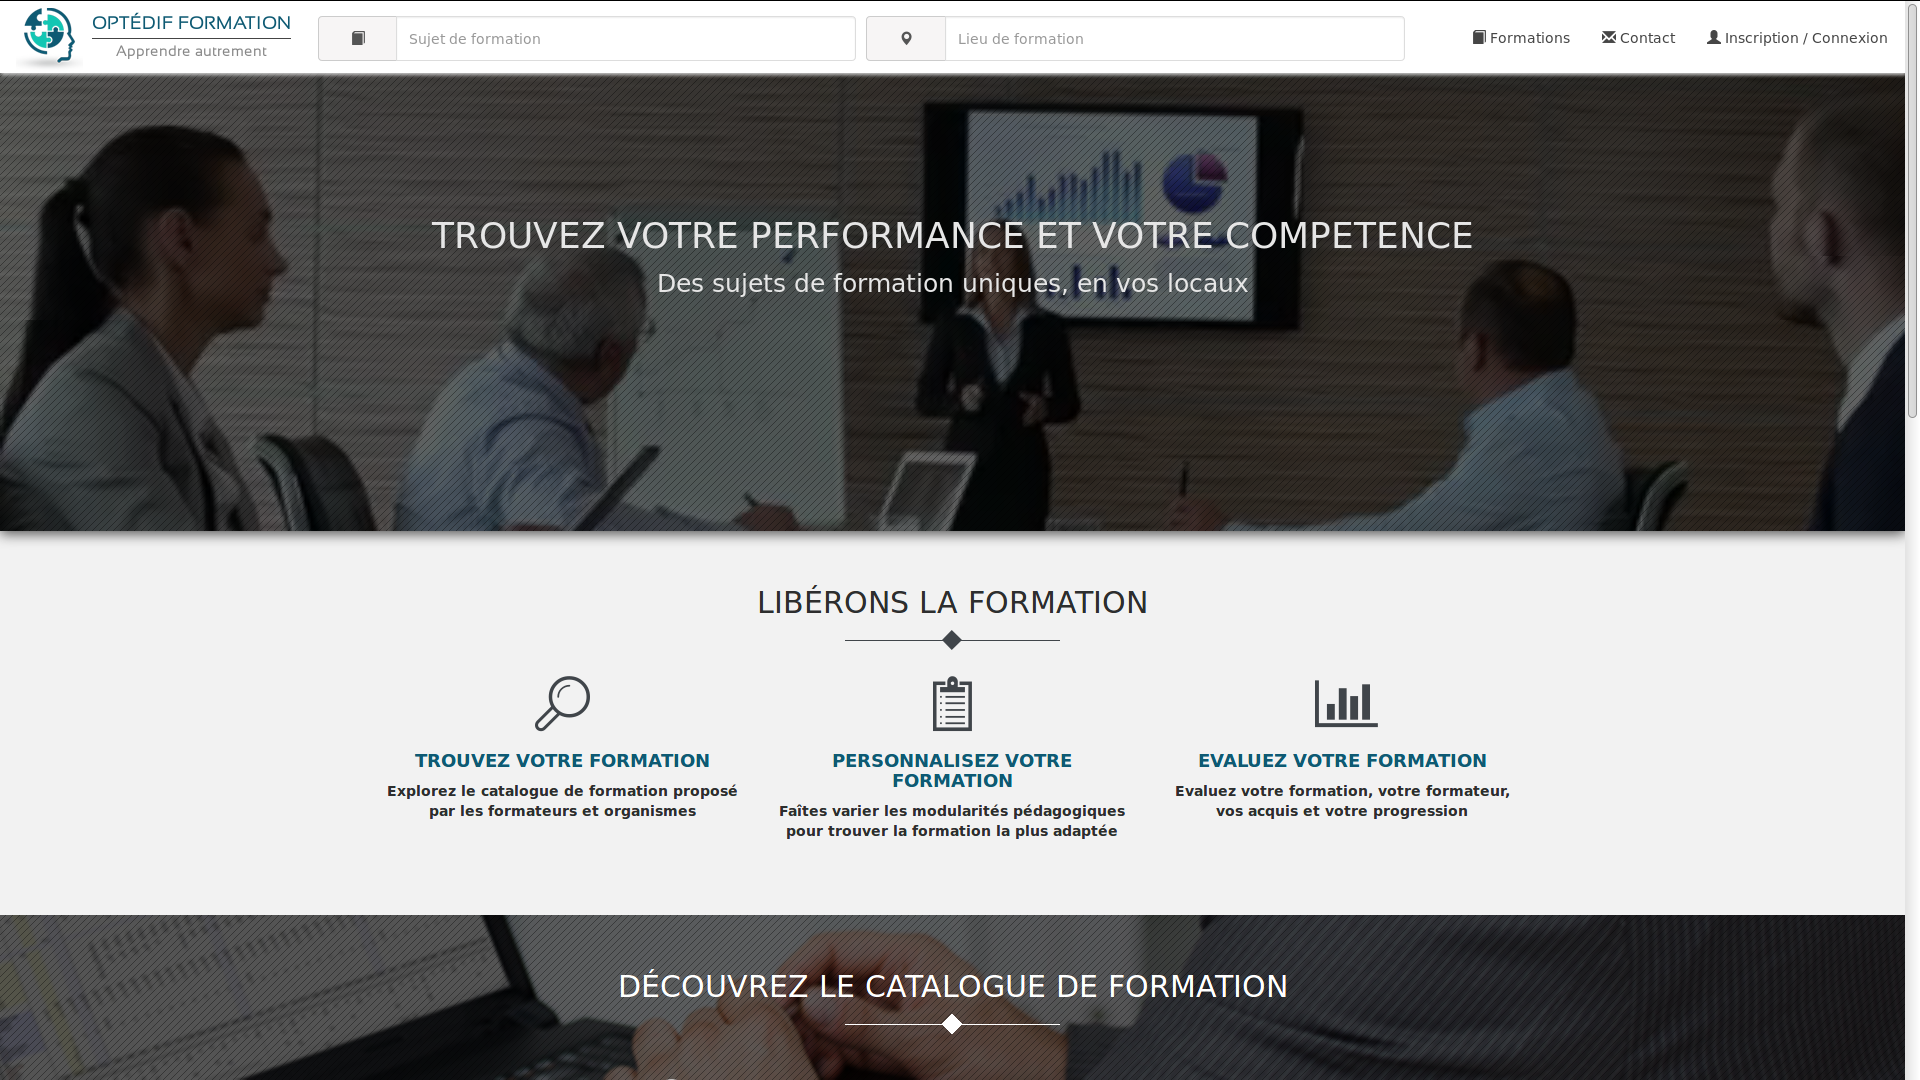 OPTÉDIF FORMATION
Apprendre autrement
Sujet de formation
Lieu de formation
Formations
Contact
Inscription / Connexion
TROUVEZ VOTRE PERFORMANCE ET VOTRE COMPETENCE
Des sujets de formation uniques, en vos locaux
LIBÉRONS LA FORMATION
TROUVEZ VOTRE FORMATION
Explorez le catalogue de formation proposé
par les formateurs et organismes
PERSONNALISEZ VOTRE
FORMATION
Faîtes varier les modularités pédagogiques
pour trouver la formation la plus adaptée
EVALUEZ VOTRE FORMATION
Evaluez votre formation, votre formateur,
vos acquis et votre progression
DÉCOUVREZ LE CATALOGUE DE FORMATION